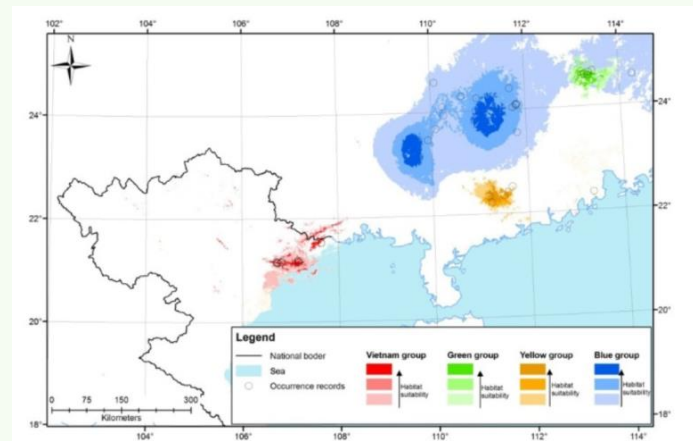 102° 104° 106° 108° 110° 112° 114°
N
24° 24°
22° 22°
20° 20°
18° 18°
Legend
National boder
Sea
Occurrence records
Vietnam group
Habitat
suitability
Green group
Habitat
suitability
Yellow group
Habitat
suitability
Blue group
Habitat
suitability
0 75 150 300
Kilometers
104° 106° 108° 110° 112° 114°